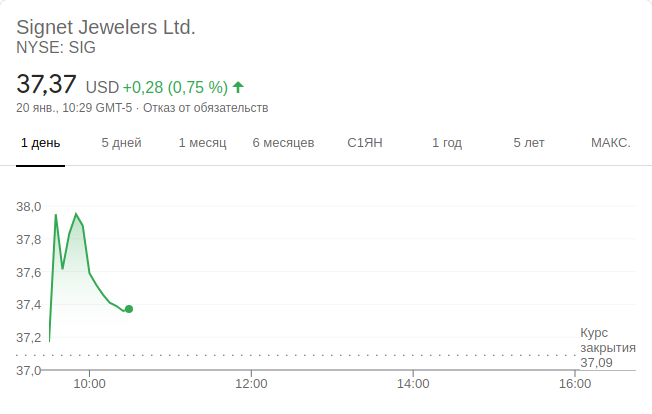 Signet Jewelers Ltd.
NYSE: SIG
37,37 USD +0,28 (0,75 %)
20 янв., 10:29 GMT-5 · Отказ от обязательств
1 день 5 дней 1 месяц 6 месяцев С1ЯН 1 год 5 лет МАКС.
38,0
37,8
37,6
37,4
37,2
37,0
Курс
закрытия
37,09
10:00 12:00 14:00 16:00